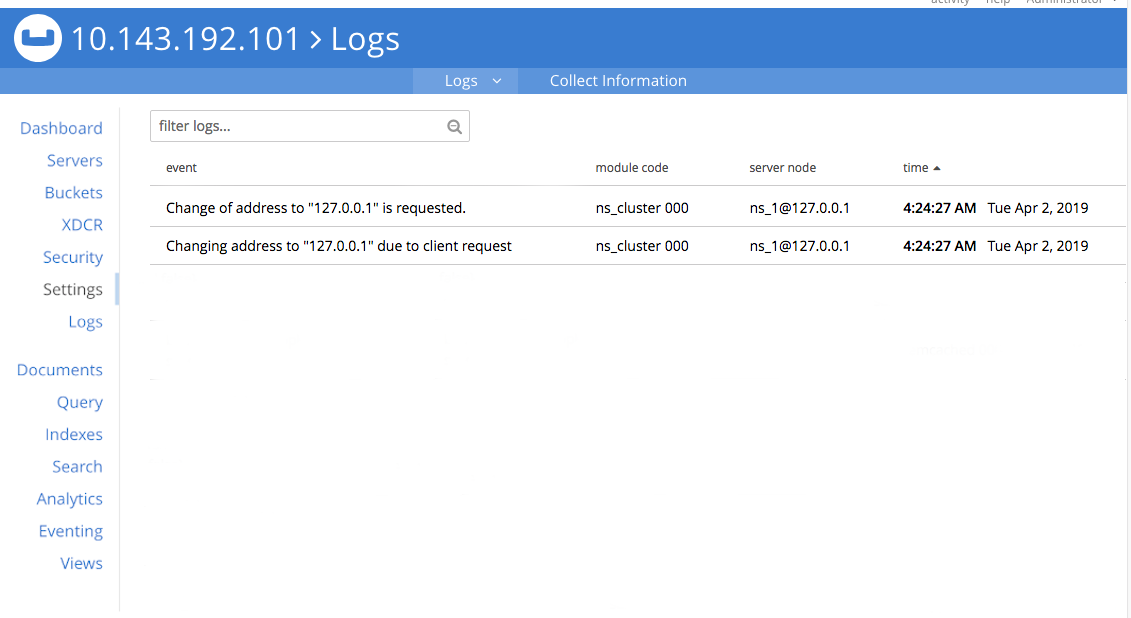 activity help Administrator
10.143.192.101 > Logs
Logs Collect Information
Dashboard
Servers
Buckets
XDCR
Security
Settings
Logs
Documents
Query
Indexes
Search
Analytics
Eventing
Views
filter logs...
event module code server node time
Change of address to "127.0.0.1" is requested. ns_cluster 000 ns_1@127.0.0.1 4:24:27 AM Tue Apr 2, 2019
Changing address to "127.0.0.1" due to client request ns_cluster 000 ns_1@127.0.0.1 4:24:27 AM Tue Apr 2, 2019